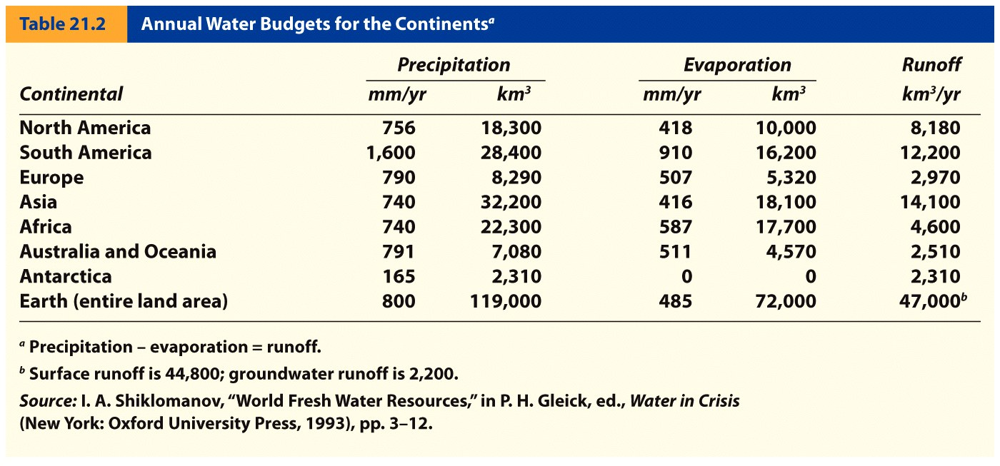 Table 21.2 Annual Water Budgets for the Continentsᵃ
Precipitation Evaporation Runoff
Continental mm/yr km³ mm/yr km³ km³/yr
North America 756 18,300 418 10,000 8,180
South America 1,600 28,400 910 16,200 12,200
Europe 790 8,290 507 5,320 2,970
Asia 740 32,200 416 18,100 14,100
Africa 740 22,300 587 17,700 4,600
Australia and Oceania 791 7,080 511 4,570 2,510
Antarctica 165 2,310 0 0 2,310
Earth (entire land area) 800 119,000 485 72,000 47,000ᵇ
ᵃ Precipitation – evaporation = runoff.
ᵇ Surface runoff is 44,800; groundwater runoff is 2,200.
Source: I. A. Shiklomanov, “World Fresh Water Resources,” in P. H. Gleick, ed., Water in Crisis
(New York: Oxford University Press, 1993), pp. 3–12.